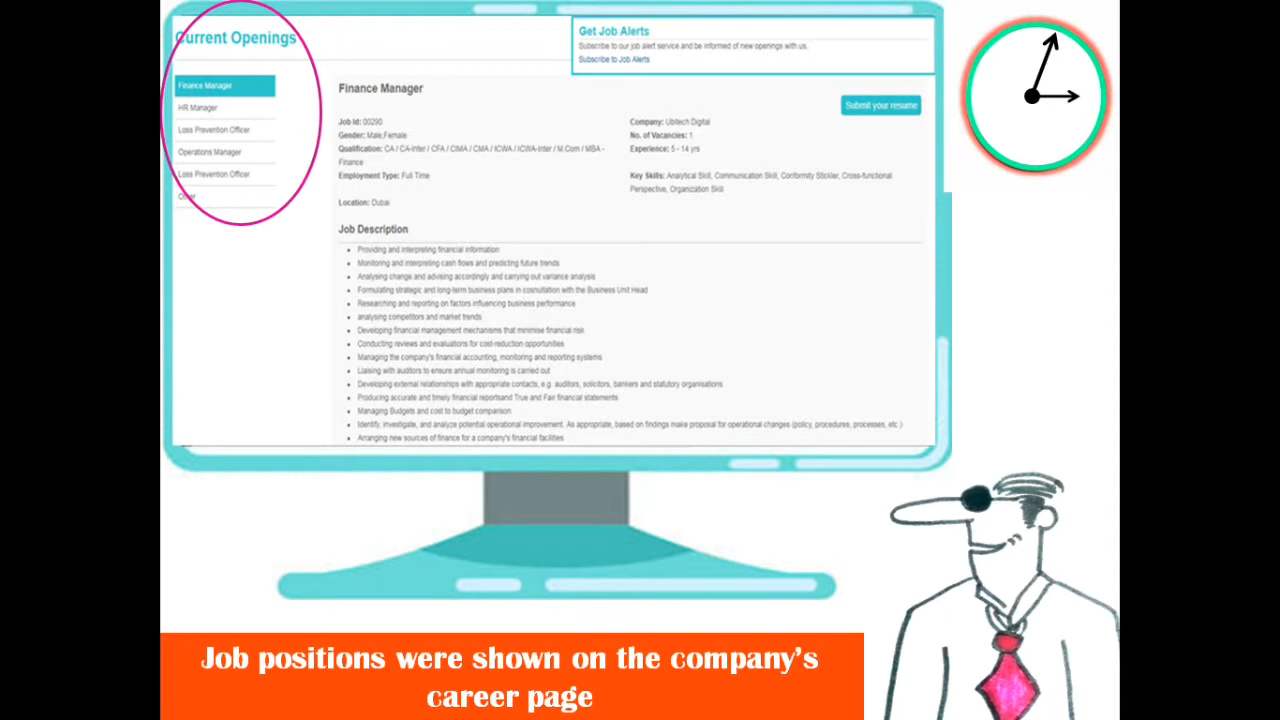 Current Openings
Get Job Alerts
Subscribe to our job alert service and be informed of new openings with us.
Subscribe to Job Alerts
Finance Manager
HR Manager
Loss Prevention Officer
Operations Manager
Loss Prevention Officer
Other
Finance Manager
Submit your resume
Job Id: 00290
Company: Ubitech Digital
Gender: Male,Female
No. of Vacancies: 1
Qualification: CA / CA-Inter / CFA / CIMA / CMA / ICWA / ICWA-Inter / M.Com / MBA -
Finance
Experience: 5 - 14 yrs
Employment Type: Full Time
Key Skills: Analytical Skill, Communication Skill, Conformity Stickler, Cross-functional
Perspective, Organization Skill
Location: Dubai
Job Description
Providing and interpreting financial information
Monitoring and interpreting cash flows and predicting future trends
Analysing change and advising accordingly and carrying out variance analysis
Formulating strategic and long-term business plans in cosnultation with the Business Unit Head
Researching and reporting on factors influencing business performance
analysing competitors and market trends
Developing financial management mechanisms that minimise financial risk
Conducting reviews and evaluations for cost-reduction opportunities
Managing the company's financial accounting, monitoring and reporting systems
Liaising with auditors to ensure annual monitoring is carried out
Developing external relationships with appropriate contacts, e.g. auditors, solicitors, bankers and statutory organisations
Producing accurate and timely financial reportsand True and Fair financial statements
Managing Budgets and cost to budget comparison
Identify, investigate, and analyze potential operational improvement. As appropriate, based on findings make proposal for operational changes (policy, procedures, processes, etc.)
Arranging new sources of finance for a company's financial facilities
Job positions were shown on the company's
career page